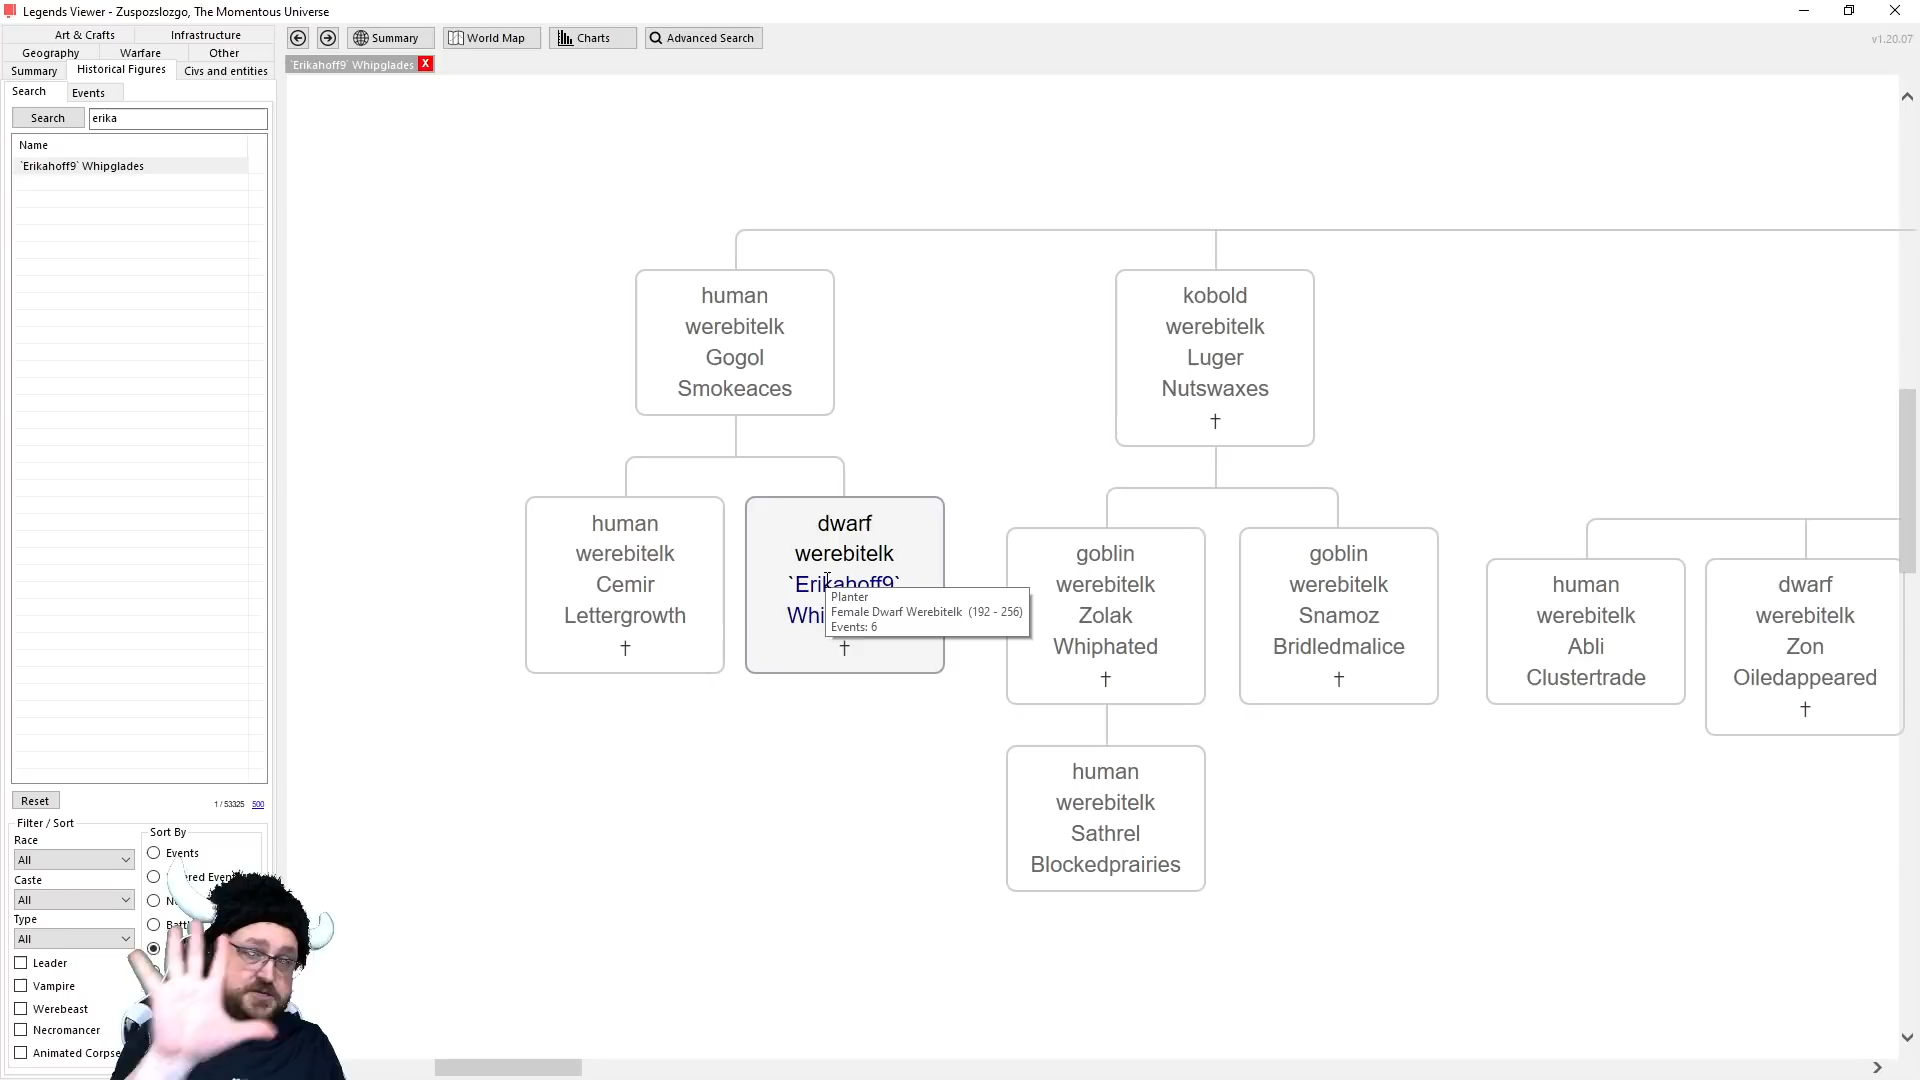 Legends Viewer - Zuspozslozgo, The Momentous Universe
Art & Crafts
Infrastructure
Geography
Warfare
Other
Summary
Historical Figures
Civs and entities
Search
Events
Search
erika
Name
`Erikahoff9` Whipglades
Reset
1 / 53325
500
Filter / Sort
Race
All
Caste
All
Type
All
Leader
Vampire
Werebeast
Necromancer
Animated Corpse
Sort By
Events
Summary
World Map
Charts
Advanced Search
v1.20.07
`Erikahoff9` Whipglades
X
human
werebitelk
Gogol
Smokeaces
kobold
werebitelk
Luger
Nutswaxes
†
human
werebitelk
Cemir
Lettergrowth
†
dwarf
werebitelk
`Erikahoff9`
†
Planter
Female Dwarf Werebitelk (192 - 256)
Events: 6
goblin
werebitelk
Zolak
Whiphated
†
goblin
werebitelk
Snamoz
Bridledmalice
†
human
werebitelk
Abli
Clustertrade
dwarf
werebitelk
Zon
Oiledappeared
†
human
werebitelk
Sathrel
Blockedprairies